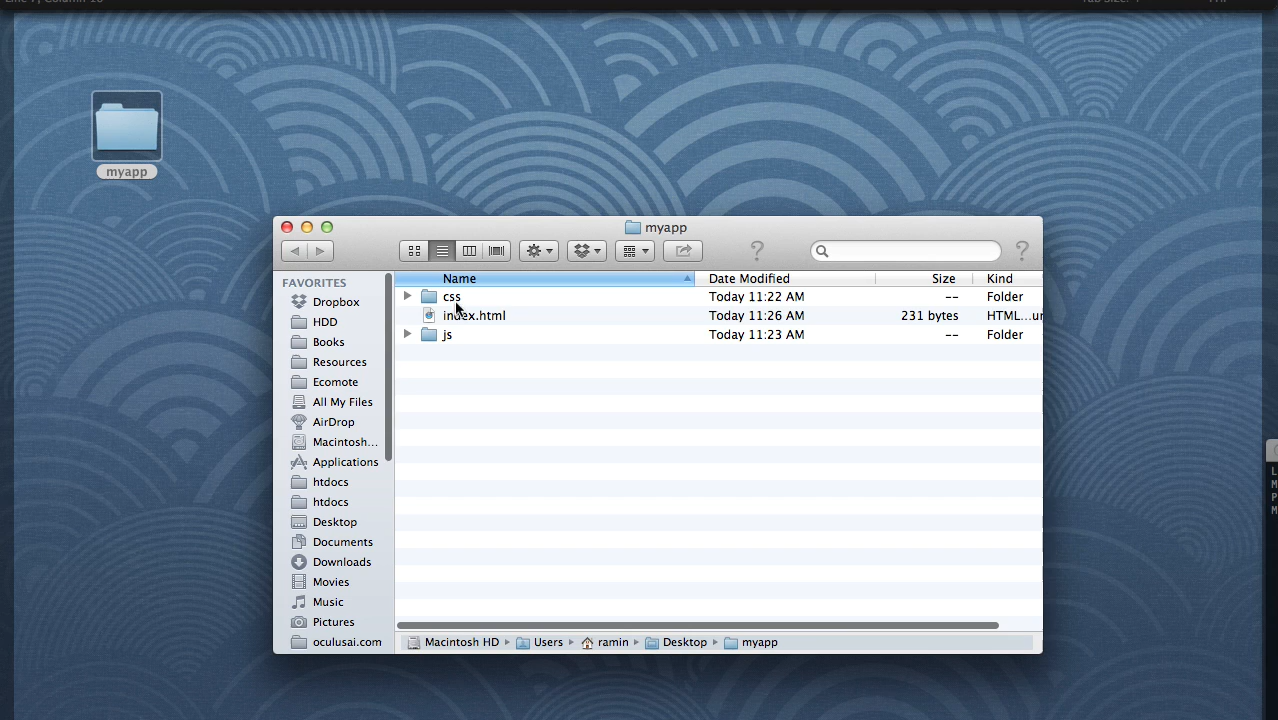 myapp
myapp
FAVORITES
Dropbox
HDD
Books
Resources
Ecomote
All My Files
AirDrop
Macintosh...
Applications
htdocs
htdocs
Desktop
Documents
Downloads
Movies
Music
Pictures
oculusai.com
Name Date Modified Size Kind
css Today 11:22 AM -- Folder
index.html Today 11:26 AM 231 bytes HTML...ur
js Today 11:23 AM -- Folder
Macintosh HD Users ramin Desktop myapp